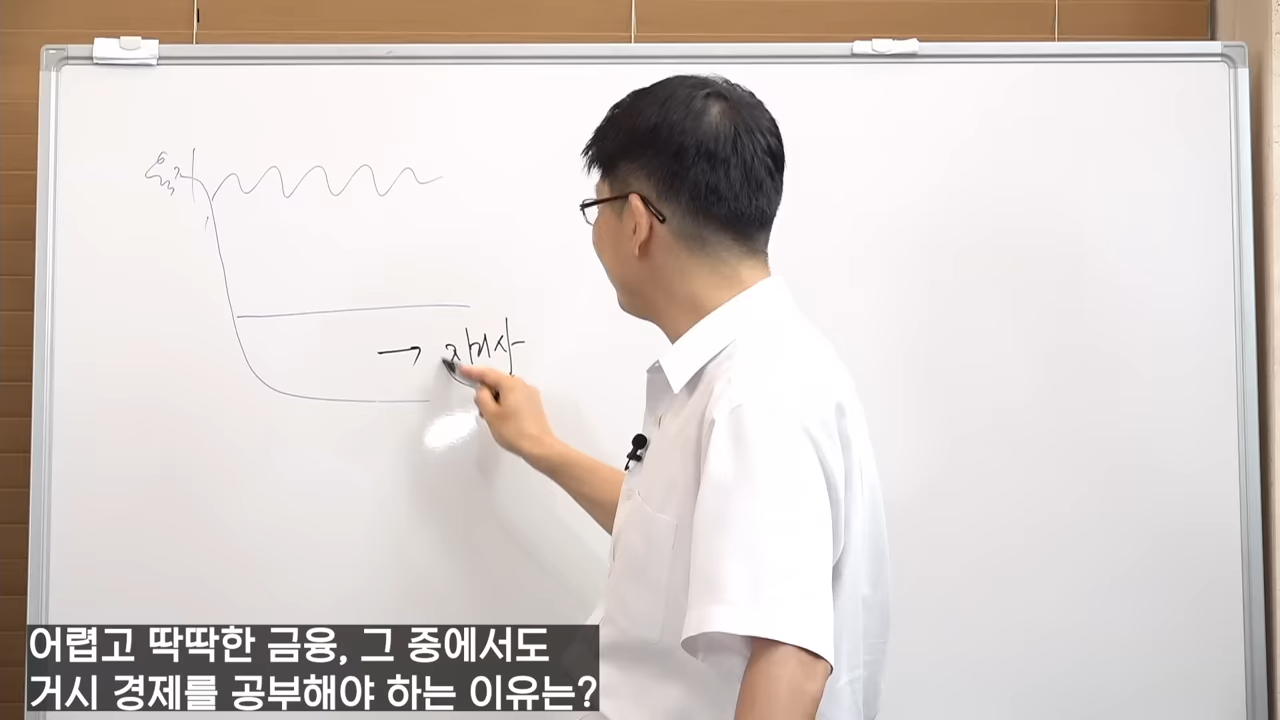 어렵고 딱딱한 금융, 그 중에서도
거시 경제를 공부해야 하는 이유는?